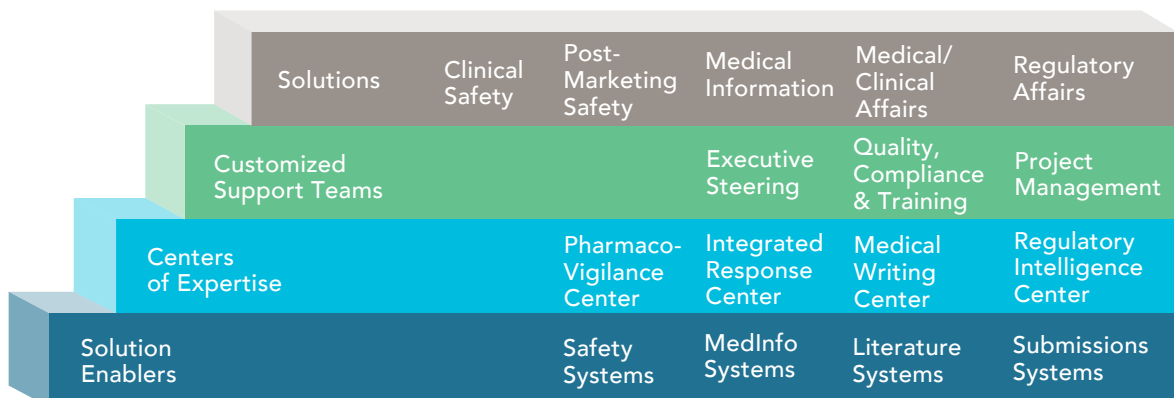 Solutions
Clinical
Safety
Post-
Marketing
Safety
Medical
Information
Medical/
Clinical
Affairs
Regulatory
Affairs
Customized
Support Teams
Executive
Steering
Quality,
Compliance
& Training
Project
Management
Centers
of Expertise
Pharmaco-
Vigilance
Center
Integrated
Response
Center
Medical
Writing
Center
Regulatory
Intelligence
Center
Solution
Enablers
Safety
Systems
MedInfo
Systems
Literature
Systems
Submissions
Systems